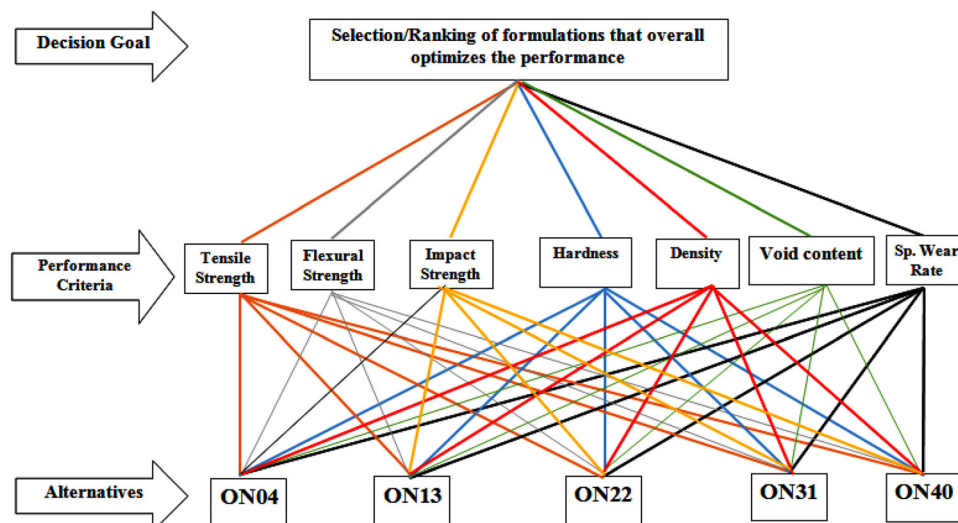 Decision Goal
Selection/Ranking of formulations that overall
optimizes the performance
Performance
Criteria
Tensile
Strength
Flexural
Strength
Impact
Strength
Hardness
Density
Void content
Sp. Wear
Rate
Alternatives
ON04
ON13
ON22
ON31
ON40